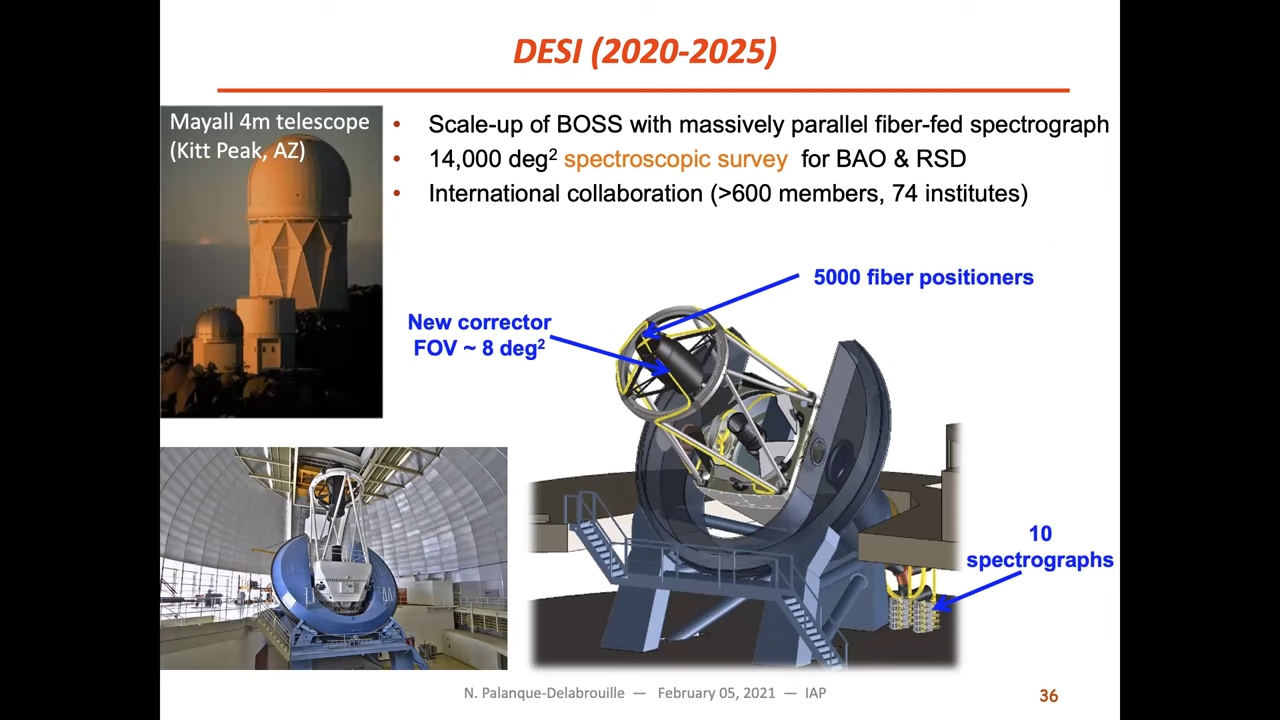 DESI (2020-2025)
Mayall 4m telescope
(Kitt Peak, AZ)
• Scale-up of BOSS with massively parallel fiber-fed spectrograph
• 14,000 deg² spectroscopic survey for BAO & RSD
• International collaboration (>600 members, 74 institutes)
5000 fiber positioners
New corrector
FOV ~ 8 deg²
10
spectrographs
N. Palanque-Delabrouille — February 05, 2021 — IAP
36